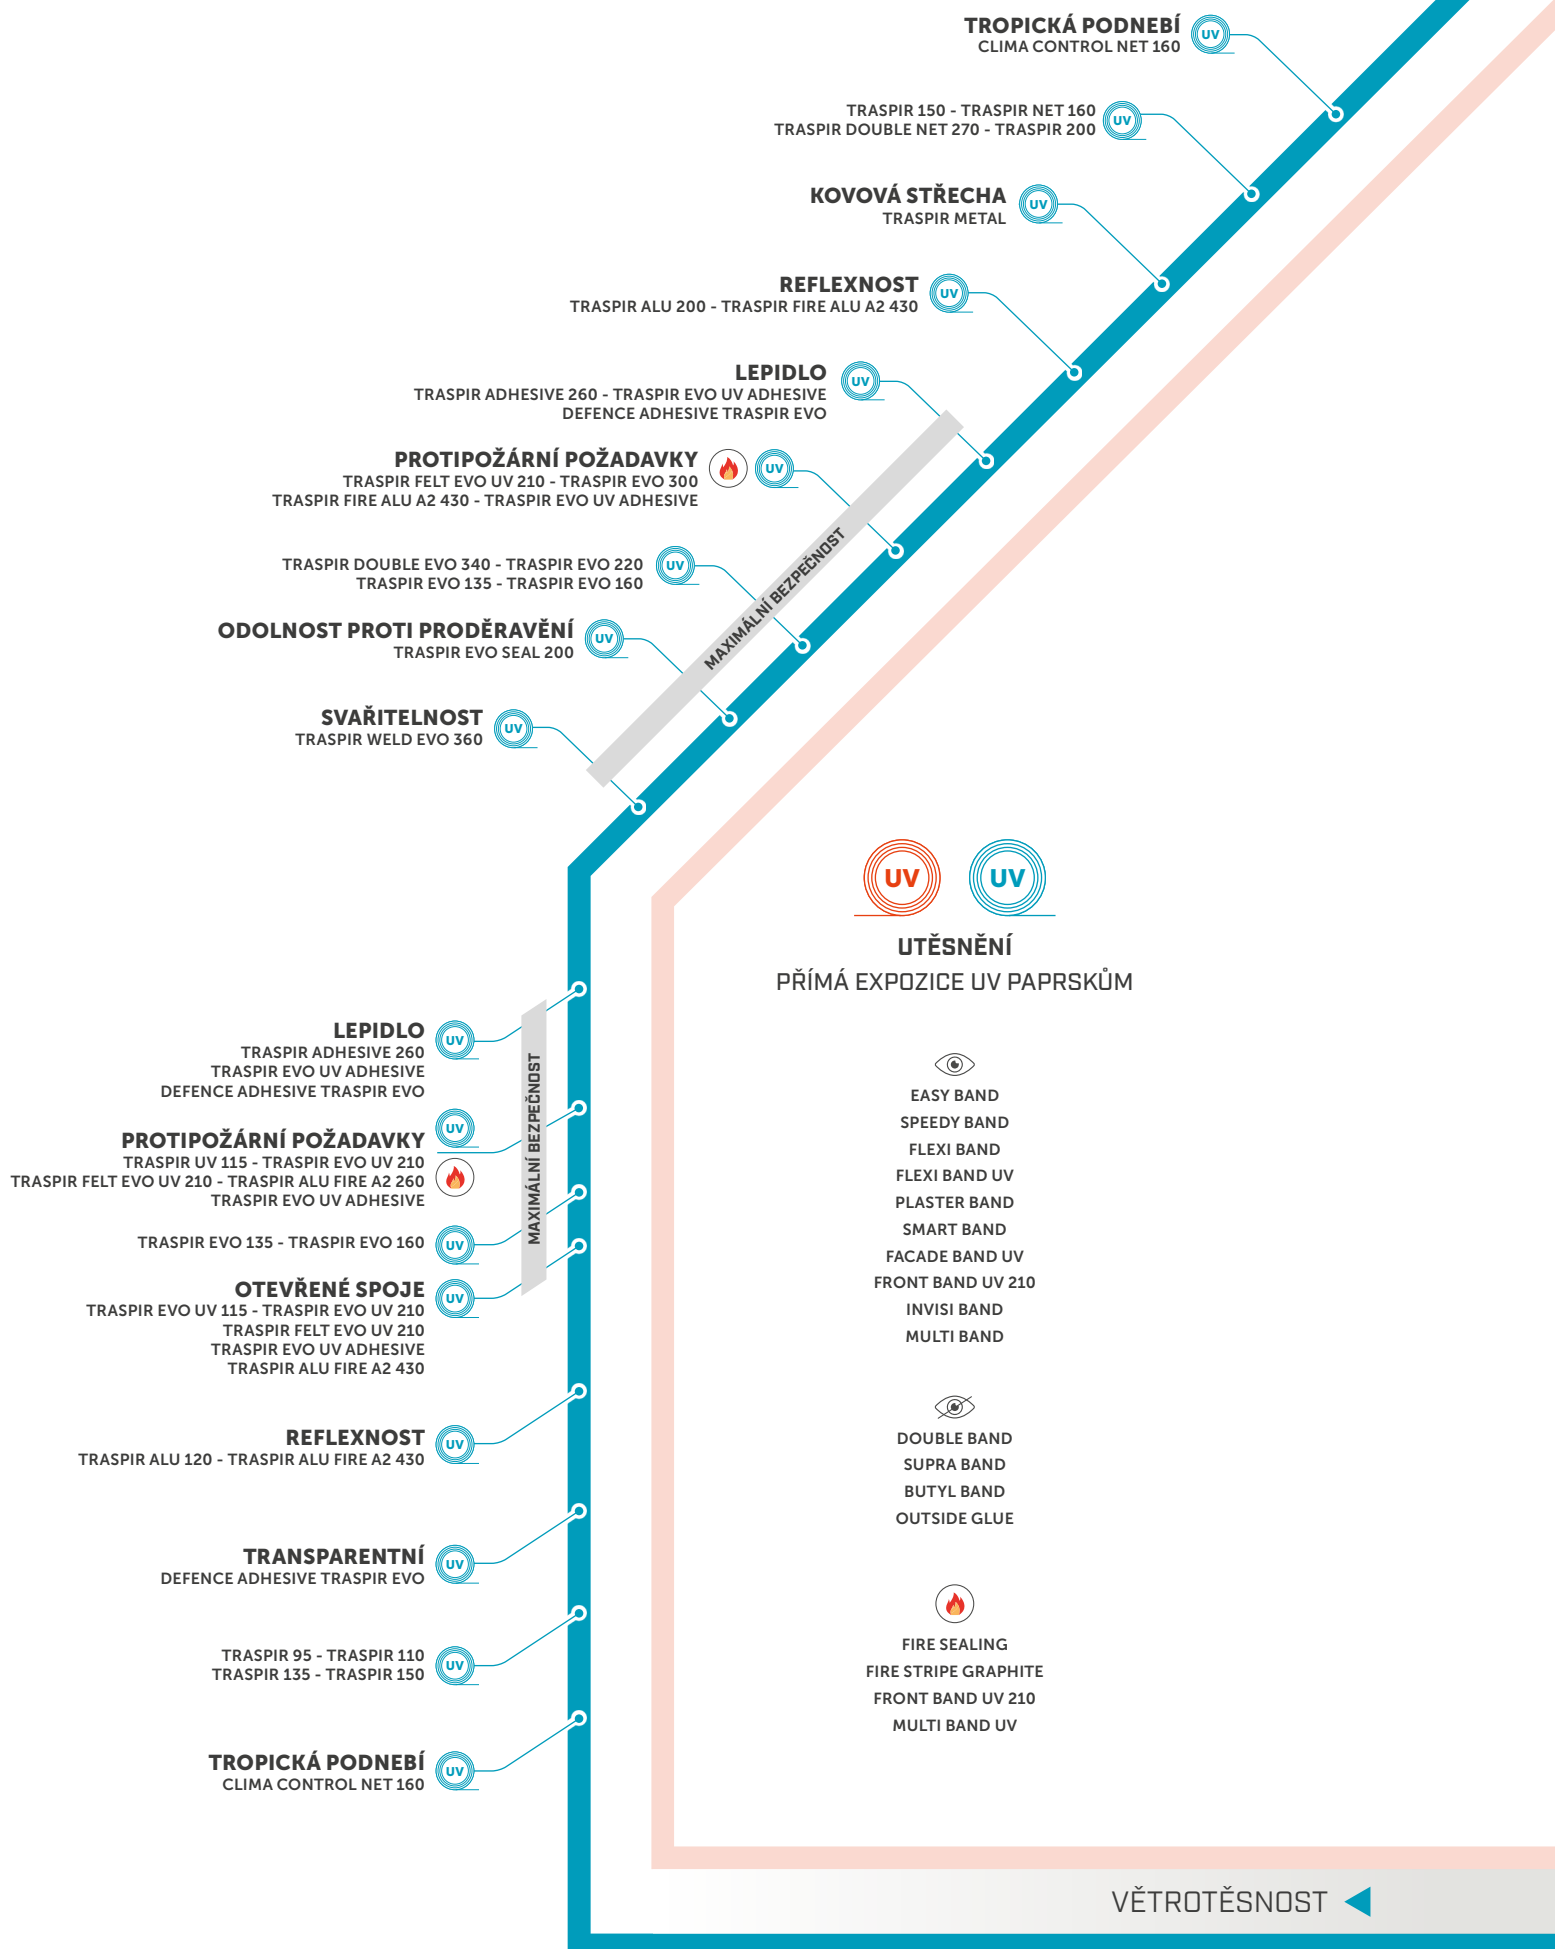 TROPICKÁ PODNEBÍ
CLIMA CONTROL NET 160
UV
TRASPIR 150 - TRASPIR NET 160
TRASPIR DOUBLE NET 270 - TRASPIR 200
UV
KOVOVÁ STŘECHA
TRASPIR METAL
UV
REFLEXNOST
TRASPIR ALU 200 - TRASPIR FIRE ALU A2 430
UV
LEPIDLO
TRASPIR ADHESIVE 260 - TRASPIR EVO UV ADHESIVE
DEFENCE ADHESIVE TRASPIR EVO
UV
PROTIPOŽÁRNÍ POŽADAVKY
TRASPIR FELT EVO UV 210 - TRASPIR EVO 300
TRASPIR FIRE ALU A2 430 - TRASPIR EVO UV ADHESIVE
UV
TRASPIR DOUBLE EVO 340 - TRASPIR EVO 220
TRASPIR EVO 135 - TRASPIR EVO 160
UV
ODOLNOST PROTI PRODĚRAVĚNÍ
TRASPIR EVO SEAL 200
UV
SVAŘITELNOST
TRASPIR WELD EVO 360
UV
MAXIMÁLNÍ BEZPEČNOST
LEPIDLO
TRASPIR ADHESIVE 260
TRASPIR EVO UV ADHESIVE
DEFENCE ADHESIVE TRASPIR EVO
UV
PROTIPOŽÁRNÍ POŽADAVKY
TRASPIR UV 115 - TRASPIR EVO UV 210
TRASPIR FELT EVO UV 210 - TRASPIR ALU FIRE A2 260
TRASPIR EVO UV ADHESIVE
UV
TRASPIR EVO 135 - TRASPIR EVO 160
UV
OTEVŘENÉ SPOJE
TRASPIR EVO UV 115 - TRASPIR EVO UV 210
TRASPIR FELT EVO UV 210
TRASPIR EVO UV ADHESIVE
TRASPIR ALU FIRE A2 430
UV
MAXIMÁLNÍ BEZPEČNOST
REFLEXNOST
TRASPIR ALU 120 - TRASPIR ALU FIRE A2 430
UV
TRANSPARENTNÍ
DEFENCE ADHESIVE TRASPIR EVO
UV
TRASPIR 95 - TRASPIR 110
TRASPIR 135 - TRASPIR 150
UV
TROPICKÁ PODNEBÍ
CLIMA CONTROL NET 160
UV
UV UV
UTĚSNĚNÍ
PŘÍMÁ EXPOZICE UV PAPRSKŮM
EASY BAND
SPEEDY BAND
FLEXI BAND
FLEXI BAND UV
PLASTER BAND
SMART BAND
FACADE BAND UV
FRONT BAND UV 210
INVISI BAND
MULTI BAND
DOUBLE BAND
SUPRA BAND
BUTYL BAND
OUTSIDE GLUE
FIRE SEALING
FIRE STRIPE GRAPHITE
FRONT BAND UV 210
MULTI BAND UV
VĚTROTĚSNOST